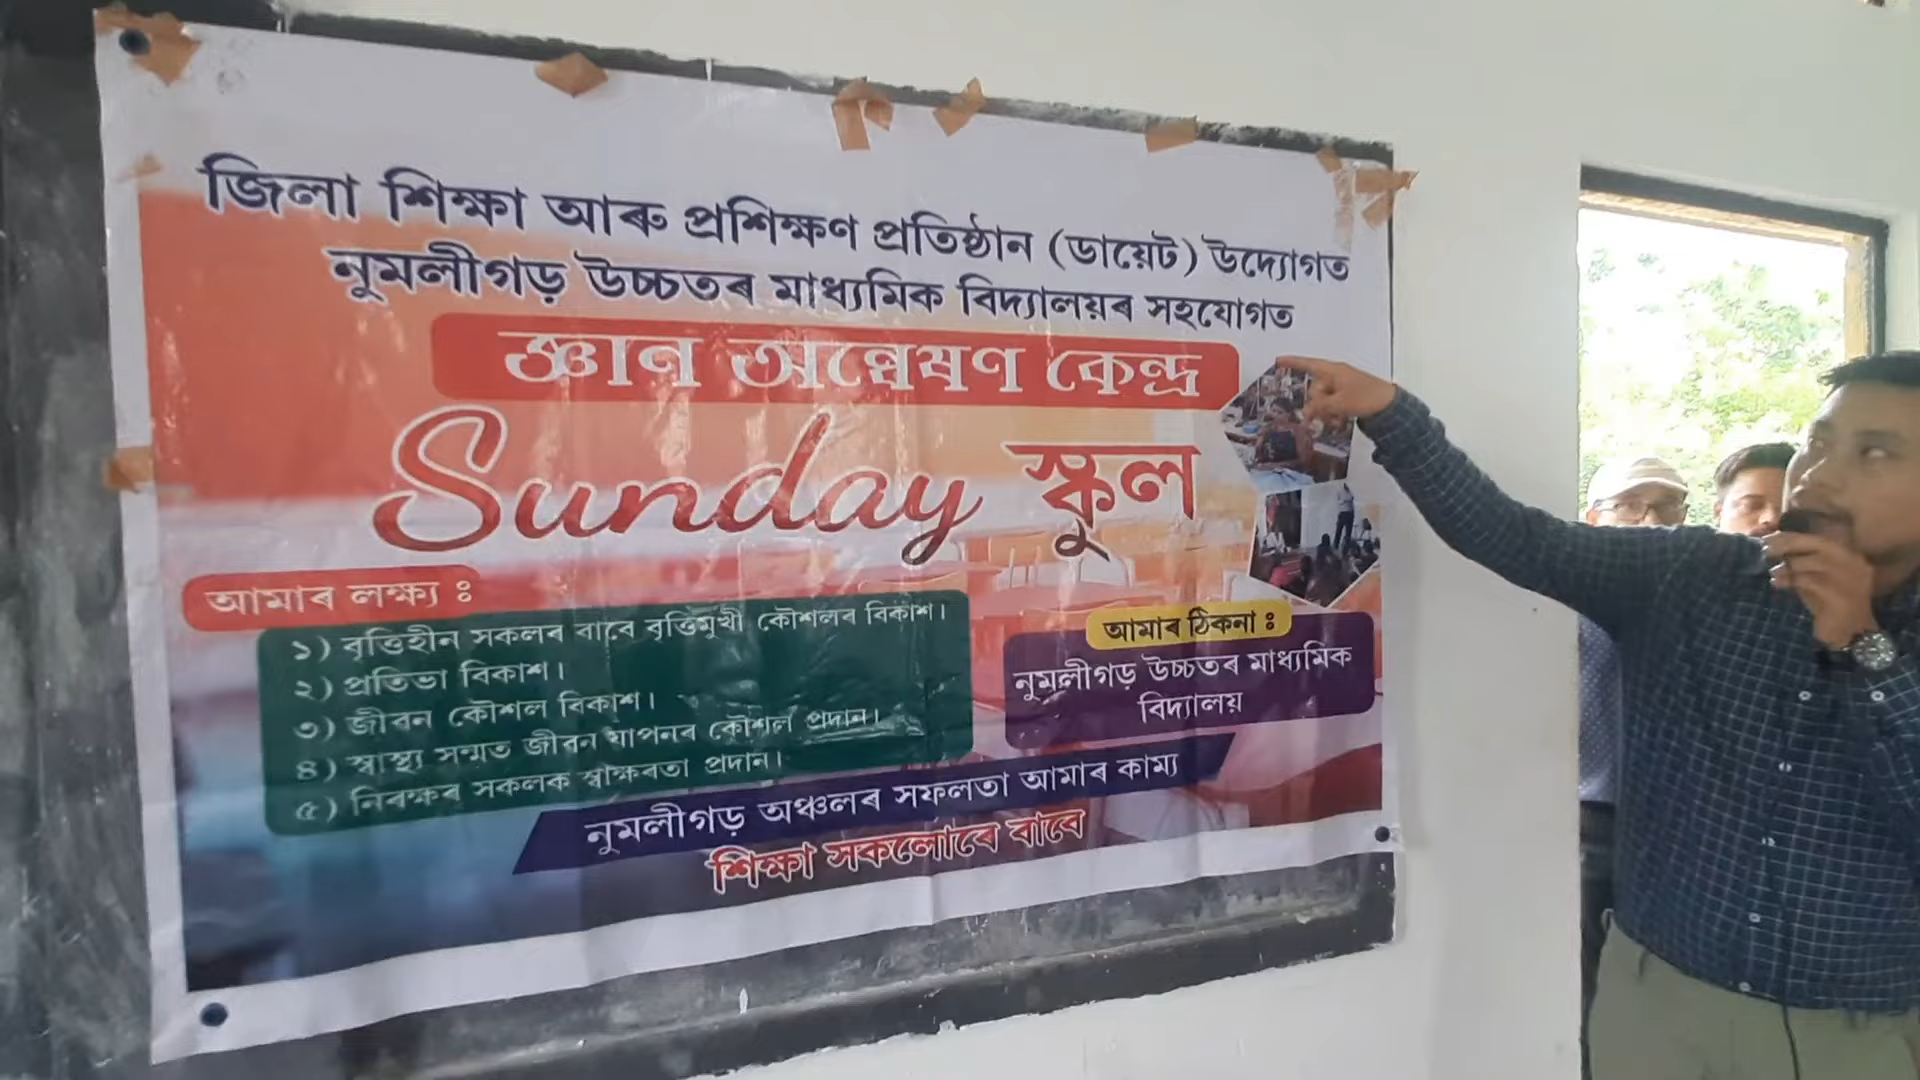 জিলা শিক্ষা আৰু প্ৰশিক্ষণ প্ৰতিষ্ঠান (ডায়েট) উদ্যোগত
নুমলীগড় উচ্চতৰ মাধ্যমিক বিদ্যালয়ৰ সহযোগত
জ্ঞান অন্বেষণ কেন্দ্ৰ
Sunday স্কুল
আমাৰ লক্ষ্য ঃ
১) বৃত্তিহীন সকলৰ বাবে বৃত্তিমুখী কৌশলৰ বিকাশ।
২) প্ৰতিভা বিকাশ।
৩) জীৱন কৌশল বিকাশ।
৪) স্বাস্থ্য সন্মত জীৱন যাপনৰ কৌশল প্ৰদান।
৫) নিৰক্ষৰ সকলক স্বাক্ষৰতা প্ৰদান।
আমাৰ ঠিকনা ঃ
নুমলীগড় উচ্চতৰ মাধ্যমিক
বিদ্যালয়
নুমলীগড় অঞ্চলৰ সফলতা আমাৰ কাম্য
শিক্ষা সকলোৰে বাবে